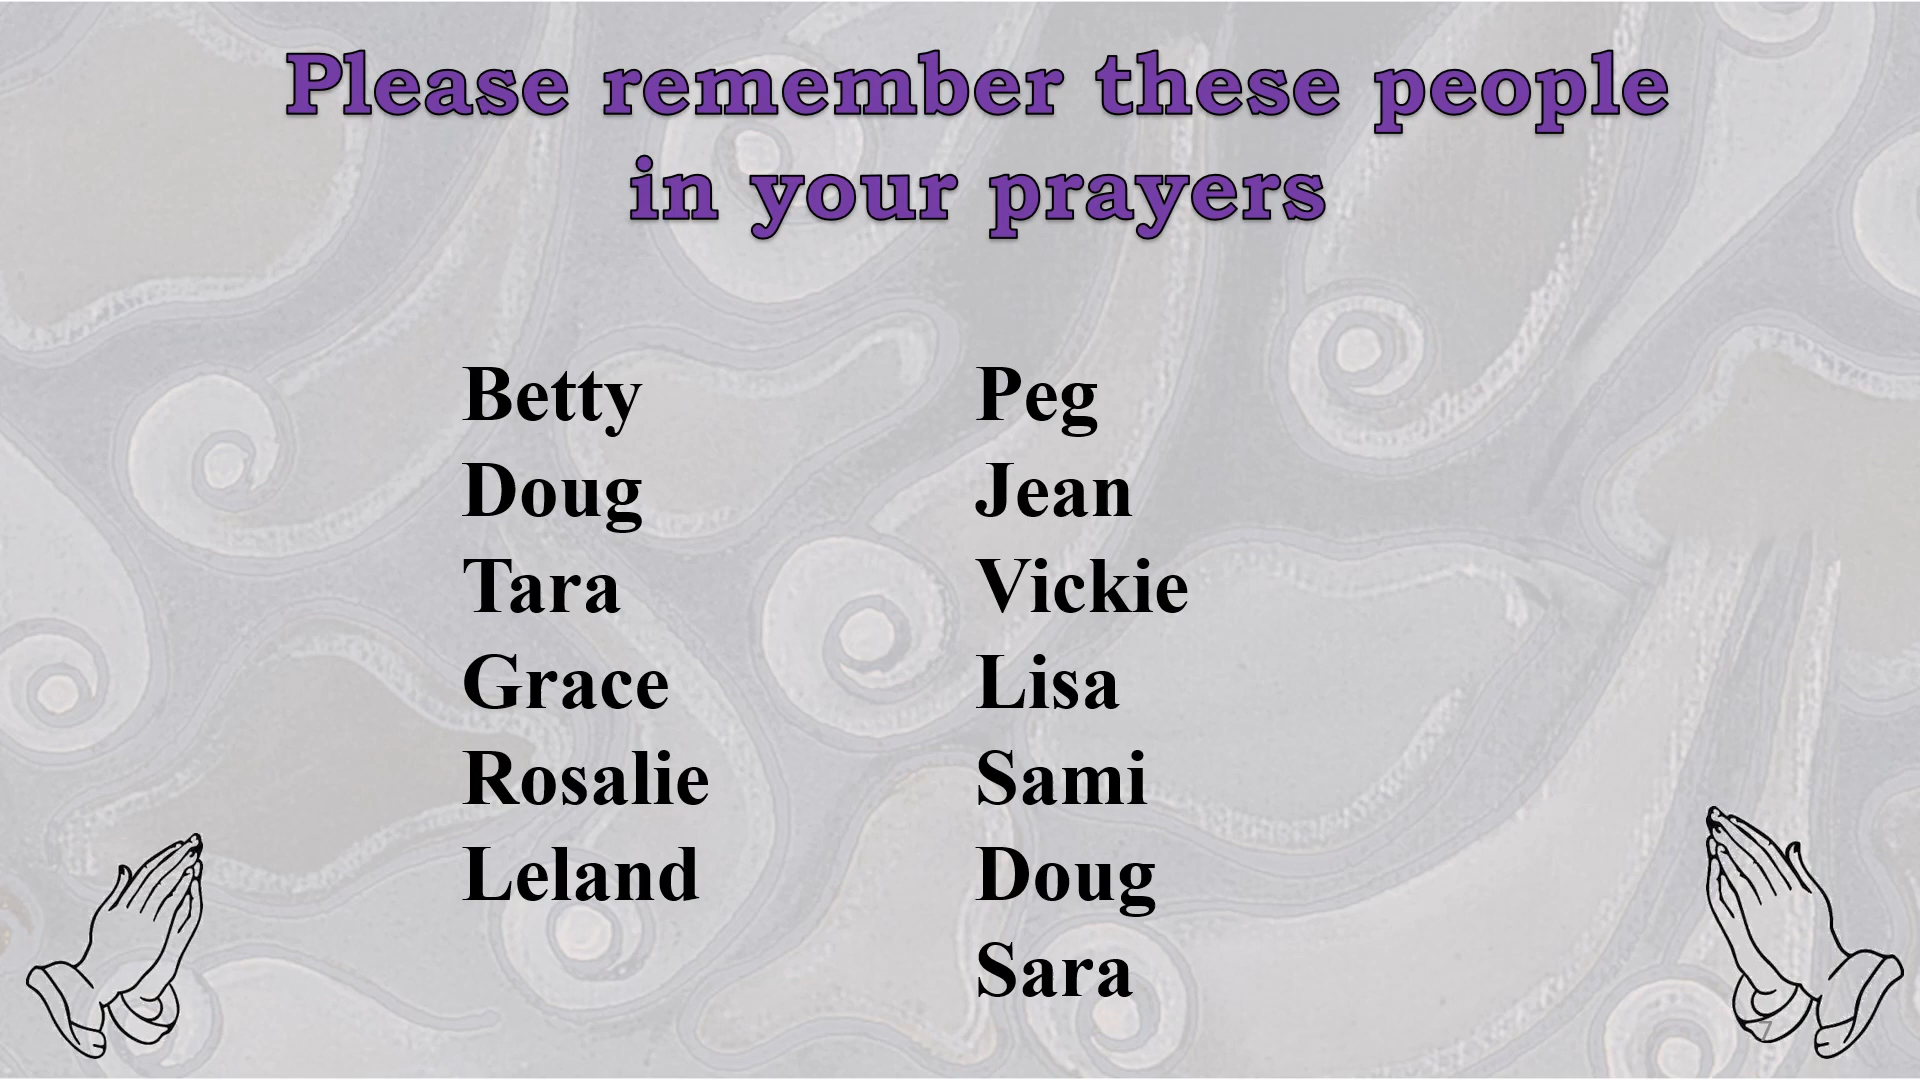 Please remember these people
in your prayers
Betty
Doug
Tara
Grace
Rosalie
Leland
Peg
Jean
Vickie
Lisa
Sami
Doug
Sara
7